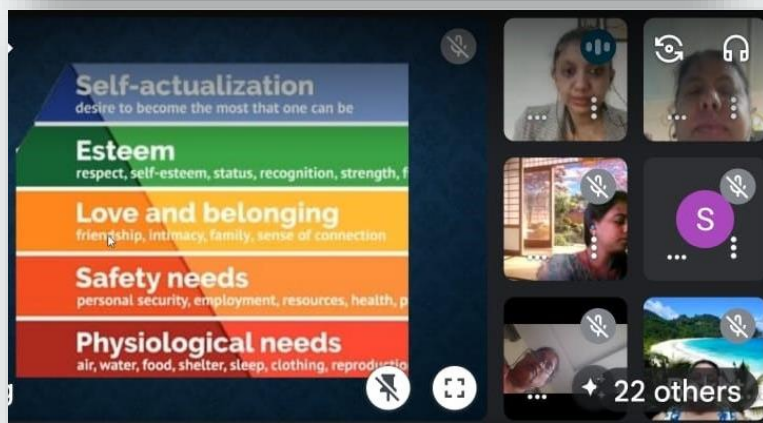 Self-actualization
desire to become the most that one can be
Esteem
respect, self-esteem, status, recognition, strength, f
Love and belonging
friendship, intimacy, family, sense of connection
Safety needs
personal security, employment, resources, health, p
Physiological needs
air, water, food, shelter, sleep, clothing, reproductio
g
S
22 others